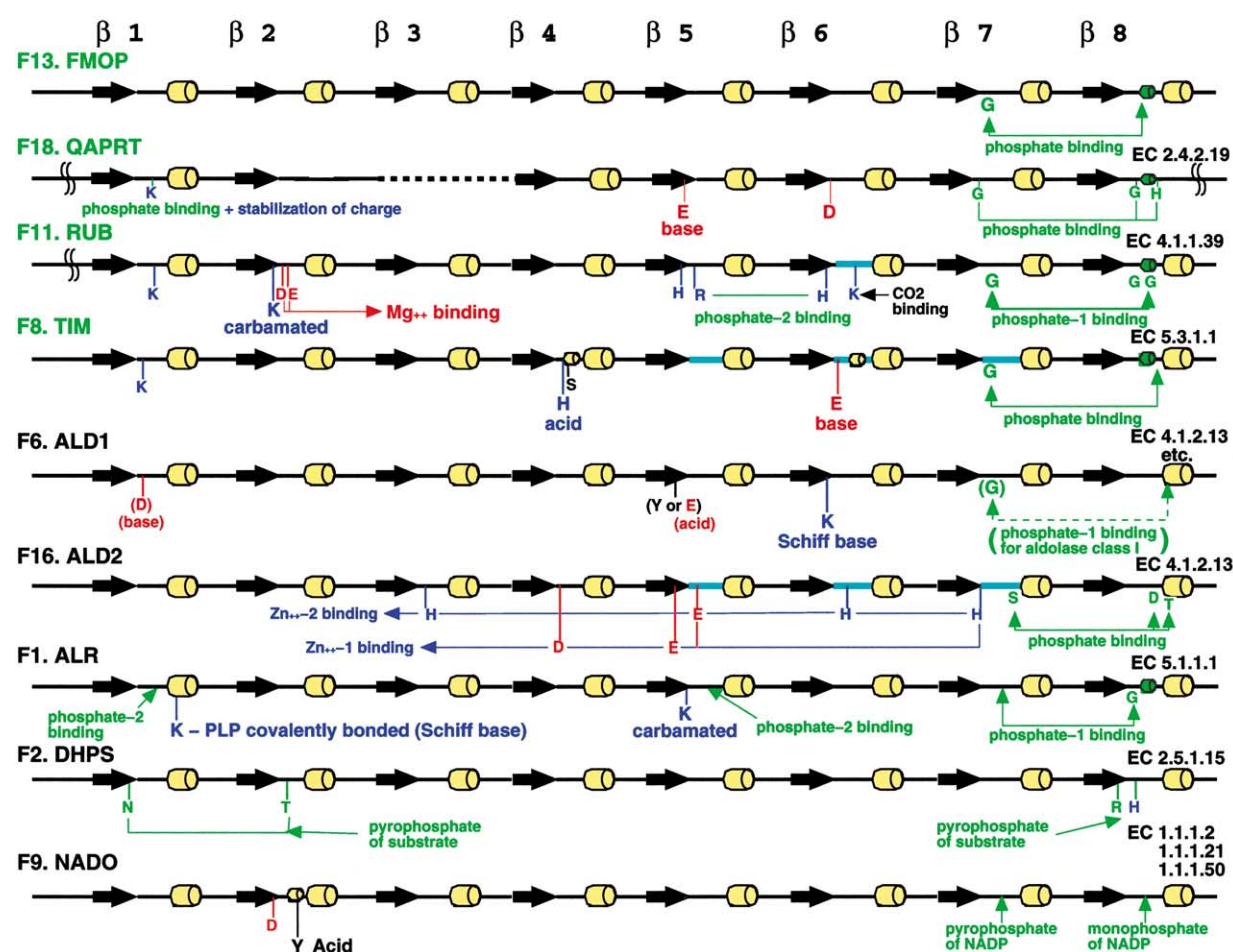 β 1 β 2 β 3 β 4 β 5 β 6 β 7 β 8
F13. FMOP
G
phosphate binding
F18. QAPRT
EC 2.4.2.19
K
phosphate binding + stabilization of charge
E
base
D
G G H
phosphate binding
F11. RUB
EC 4.1.1.39
K
D E
K
carbamated
Mg++ binding
H R H K
CO2
binding
phosphate-2 binding
G G G
phosphate-1 binding
F8. TIM
EC 5.3.1.1
K
S
H
acid
E
base
G
phosphate binding
F6. ALD1
EC 4.1.2.13
etc.
(D)
(base)
(Y or E)
(acid)
K
Schiff base
(G)
(phosphate-1 binding
for aldolase class I)
F16. ALD2
EC 4.1.2.13
Zn++-2 binding H E H H
S D T
phosphate binding
Zn++-1 binding D E
F1. ALR
EC 5.1.1.1
phosphate-2
binding
K – PLP covalently bonded (Schiff base)
K
carbamated
phosphate-2 binding
G
phosphate-1 binding
F2. DHPS
EC 2.5.1.15
N T
pyrophosphate
of substrate
R H
pyrophosphate
of substrate
F9. NADO
EC 1.1.1.2
1.1.1.21
1.1.1.50
D
Y Acid
pyrophosphate
of NADP
monophosphate
of NADP